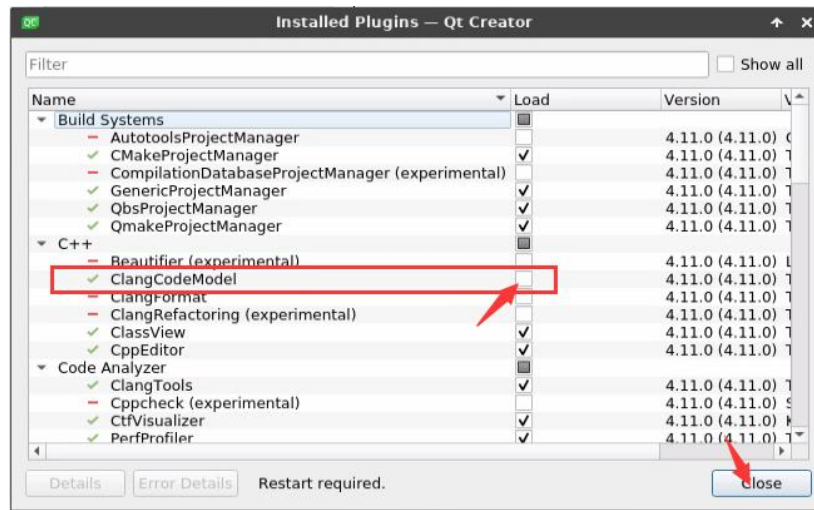 Installed Plugins — Qt Creator
Filter
Show all
Name Load Version
Build Systems
AutotoolsProjectManager 4.11.0 (4.11.0)
CMakeProjectManager 4.11.0 (4.11.0)
CompilationDatabaseProjectManager (experimental) 4.11.0 (4.11.0)
GenericProjectManager 4.11.0 (4.11.0)
QbsProjectManager 4.11.0 (4.11.0)
QmakeProjectManager 4.11.0 (4.11.0)
C++
Beautifier (experimental) 4.11.0 (4.11.0)
ClangCodeModel 4.11.0 (4.11.0)
ClangFormat 4.11.0 (4.11.0)
ClangRefactoring (experimental) 4.11.0 (4.11.0)
ClassView 4.11.0 (4.11.0)
CppEditor 4.11.0 (4.11.0)
Code Analyzer
ClangTools 4.11.0 (4.11.0)
Cppcheck (experimental) 4.11.0 (4.11.0)
CtfVisualizer 4.11.0 (4.11.0)
PerfProfiler 4.11.0 (4.11.0)
Details Error Details Restart required. Close